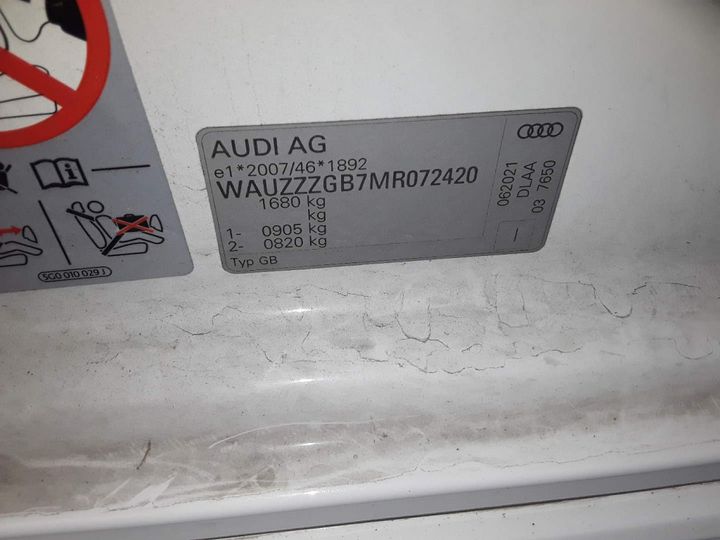 AUDI AG
e1*2007/46*1892
WAUZZZGB7MR072420
1680 kg
kg
1- 0905 kg
2- 0820 kg
Typ GB
062021
DLAA
03 7650
5G0 010 029 J